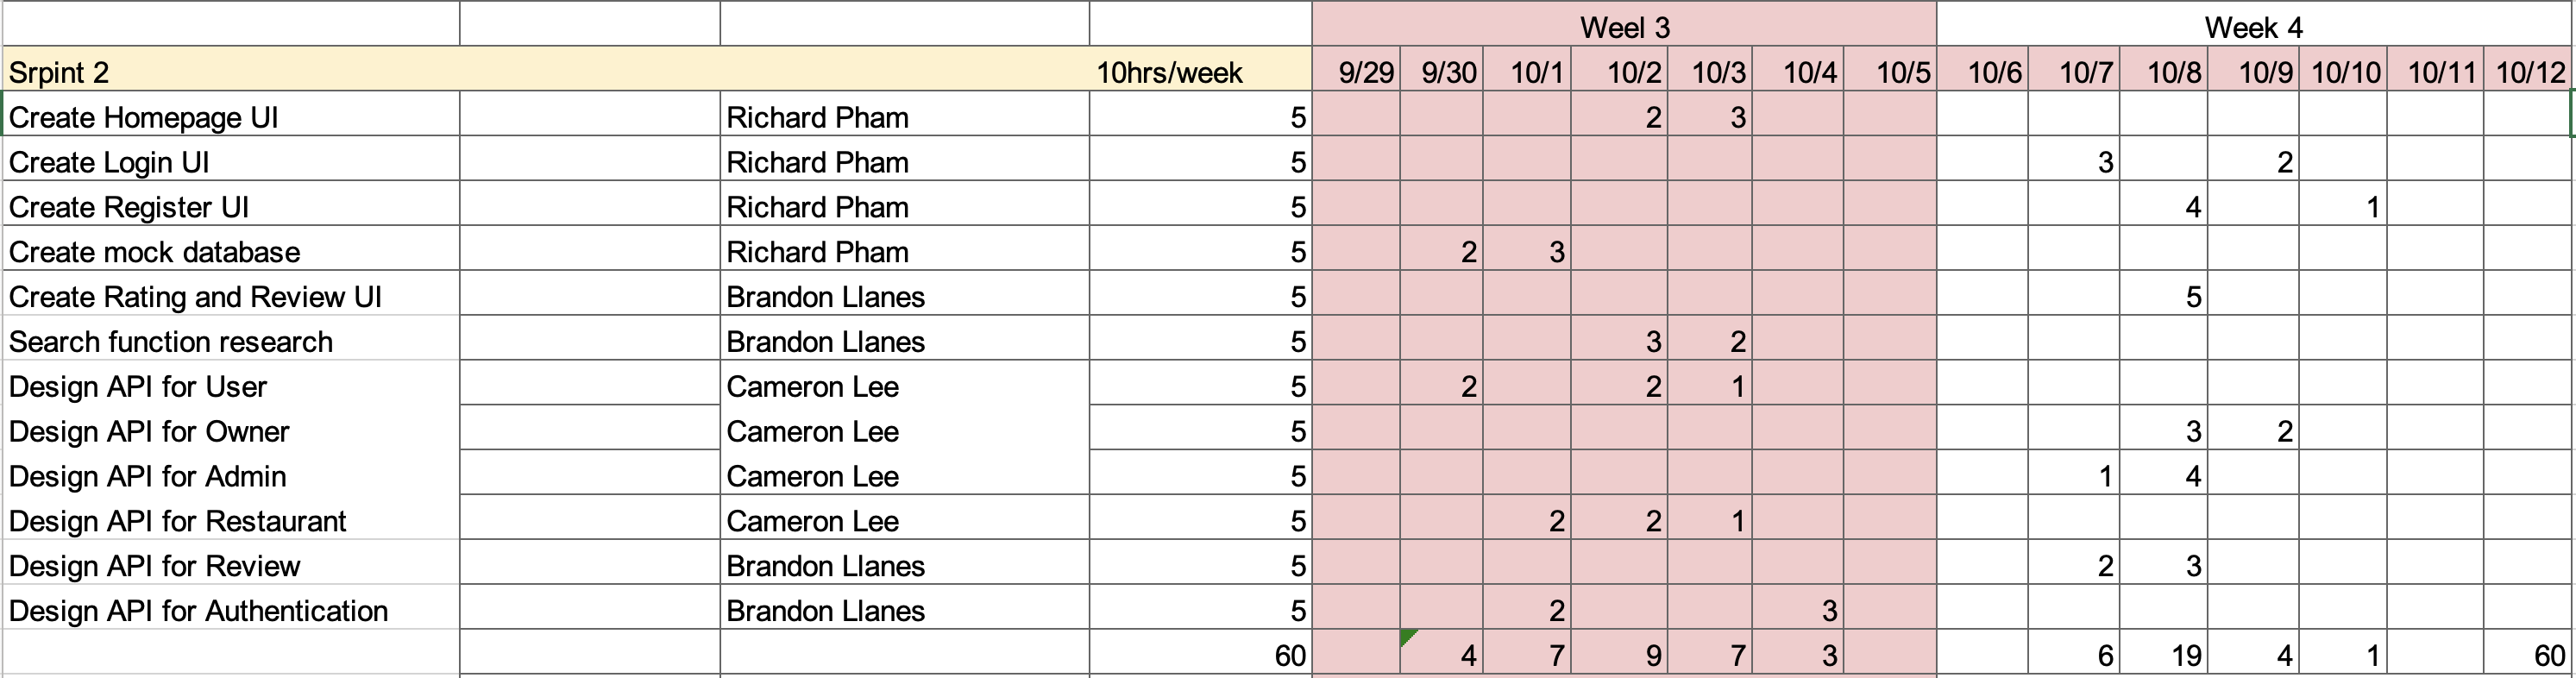 Weel 3 Week 4
Srpint 2 10hrs/week 9/29 9/30 10/1 10/2 10/3 10/4 10/5 10/6 10/7 10/8 10/9 10/10 10/11 10/12
Create Homepage UI Richard Pham 5 2 3
Create Login UI Richard Pham 5 3 2
Create Register UI Richard Pham 5 4 1
Create mock database Richard Pham 5 2 3
Create Rating and Review UI Brandon Llanes 5 5
Search function research Brandon Llanes 5 3 2
Design API for User Cameron Lee 5 2 2 1
Design API for Owner Cameron Lee 5 3 2
Design API for Admin Cameron Lee 5 1 4
Design API for Restaurant Cameron Lee 5 2 2 1
Design API for Review Brandon Llanes 5 2 3
Design API for Authentication Brandon Llanes 5 2 3
60 4 7 9 7 3 6 19 4 1 60